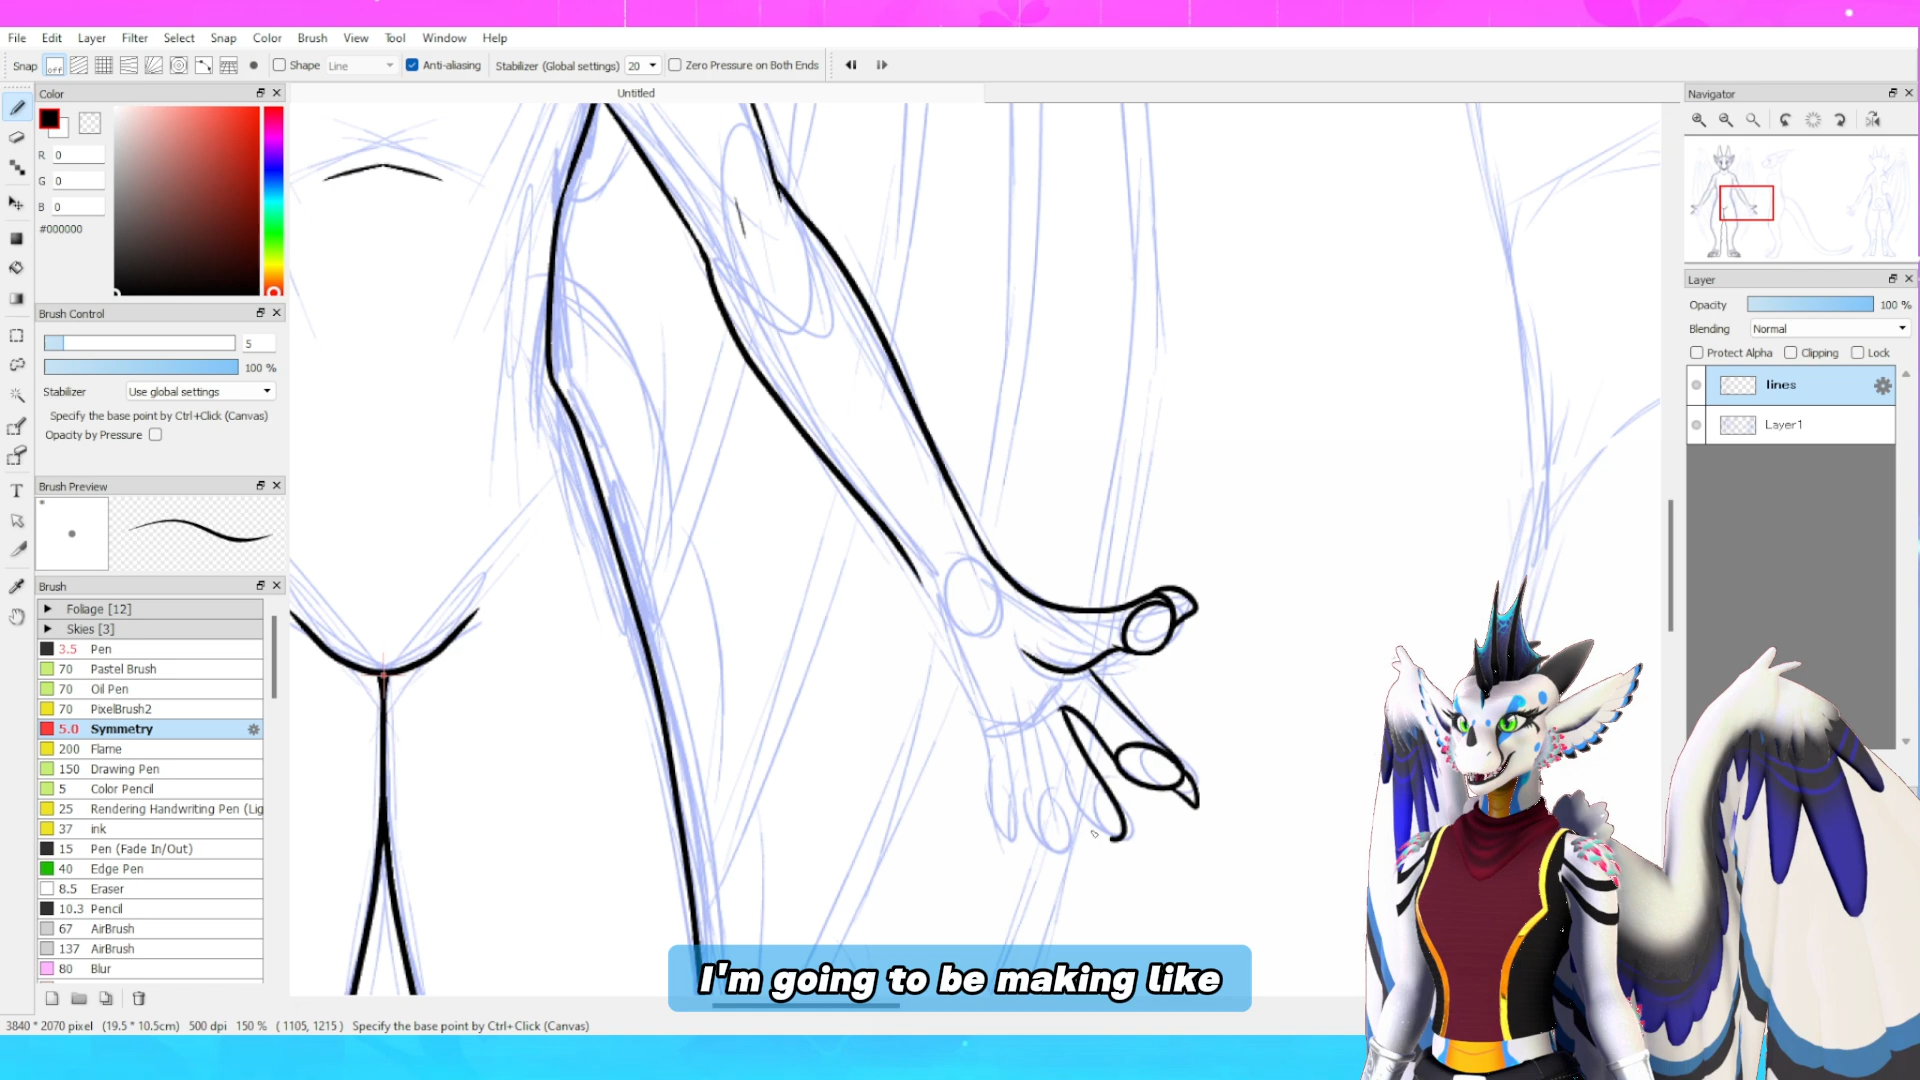 File Edit Layer Filter Select Snap Color Brush View Tool Window Help
Snap off Shape Line Anti-aliasing Stabilizer (Global settings) 20 Zero Pressure on Both Ends
Color
Untitled
Navigator
R 0
G 0
B 0
#000000
Brush Control
5
100 %
Stabilizer Use global settings
Specify the base point by Ctrl+Click (Canvas)
Opacity by Pressure
Brush Preview
Brush
Foliage [12]
Skies [3]
3.5 Pen
70 Pastel Brush
70 Oil Pen
70 PixelBrush2
5.0 Symmetry
200 Flame
150 Drawing Pen
5 Color Pencil
25 Rendering Handwriting Pen (Lig
37 ink
15 Pen (Fade In/Out)
40 Edge Pen
8.5 Eraser
10.3 Pencil
67 AirBrush
137 AirBrush
80 Blur
Layer
Opacity 100 %
Blending Normal
Protect Alpha Clipping Lock
lines
Layer1
I'm going to be making like
3840 * 2070 pixel (19.5 * 10.5cm) 500 dpi 150 % ( 1105, 1215 ) Specify the base point by Ctrl+Click (Canvas)